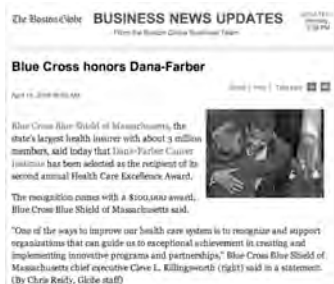 The Boston Globe
BUSINESS NEWS UPDATES
From the Boston Globe Business Team
Blue Cross honors Dana-Farber
Email | Print |
Blue Cross Blue Shield of Massachusetts, the
state's largest health insurer with about 3 million
members, said today that Dana-Farber Cancer
Institute has been selected as the recipient of its
second annual Health Care Excellence Award.
The recognition comes with a $100,000 award,
Blue Cross Blue Shield of Massachusetts said.
"One of the ways to improve our health care system is to recognize and support
organizations that can guide us to exceptional achievement in creating and
implementing innovative programs and partnerships," Blue Cross Blue Shield of
Massachusetts chief executive Cleve L. Killingsworth (right) said in a statement.
(By Chris Reidy, Globe staff)